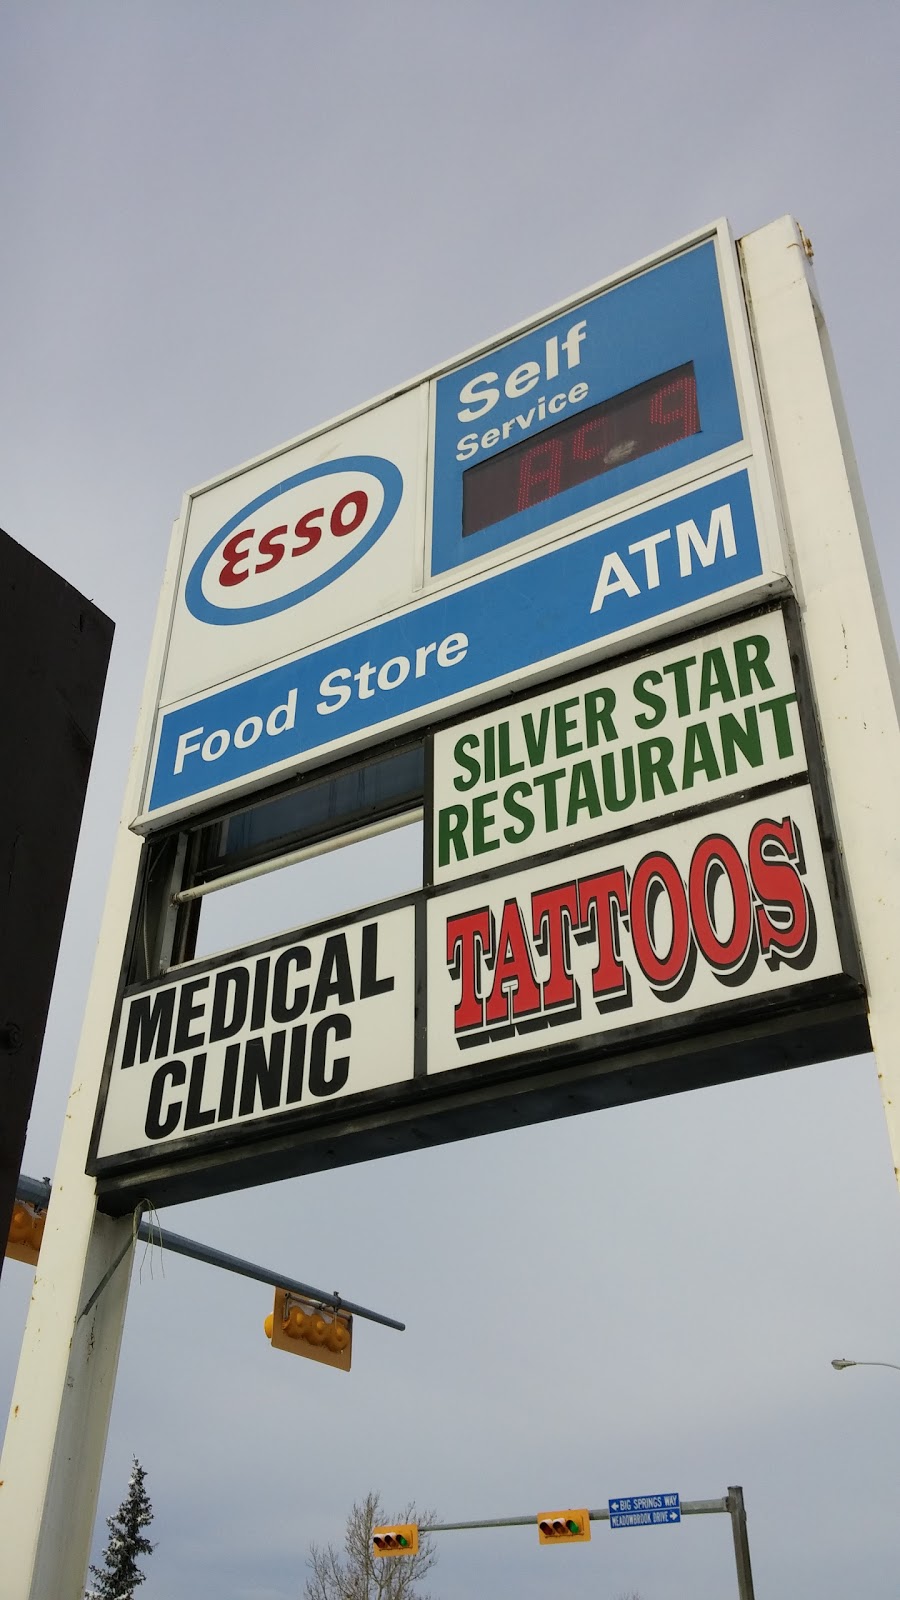 Esso
Self
Service
Food Store
ATM
SILVER STAR
RESTAURANT
MEDICAL
CLINIC
TATTOOS
BIG SPRINGS WAY
MEADOWBROOK DRIVE